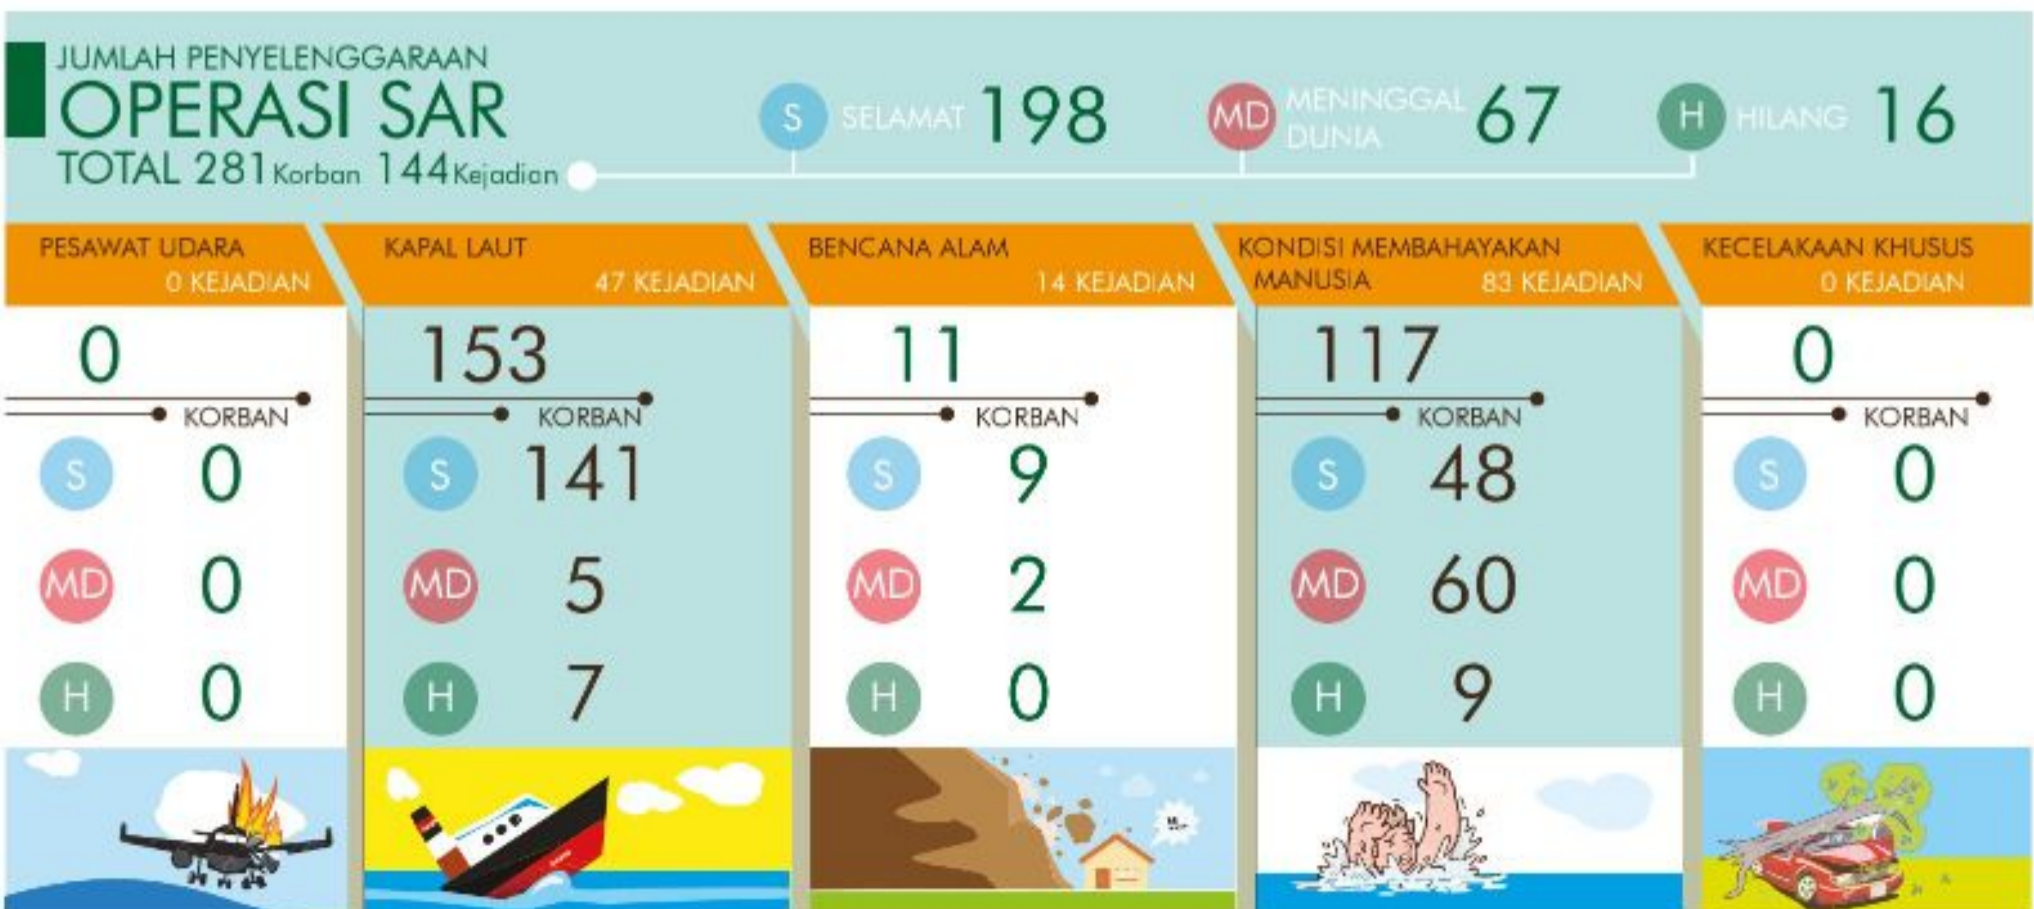 JUMLAH PENYELENGGARAAN
OPERASI SAR
TOTAL 281 Korban 144 Kejadian
S SELAMAT 198
MD MENINGGAL DUNIA 67
H HILANG 16
PESAWAT UDARA
0 KEJADIAN
0
KORBAN
S 0
MD 0
H 0
KAPAL LAUT
47 KEJADIAN
153
KORBAN
S 141
MD 5
H 7
BENCANA ALAM
14 KEJADIAN
11
KORBAN
S 9
MD 2
H 0
KONDISI MEMBAHAYAKAN
MANUSIA 83 KEJADIAN
117
KORBAN
S 48
MD 60
H 9
KECELAKAAN KHUSUS
0 KEJADIAN
0
KORBAN
S 0
MD 0
H 0